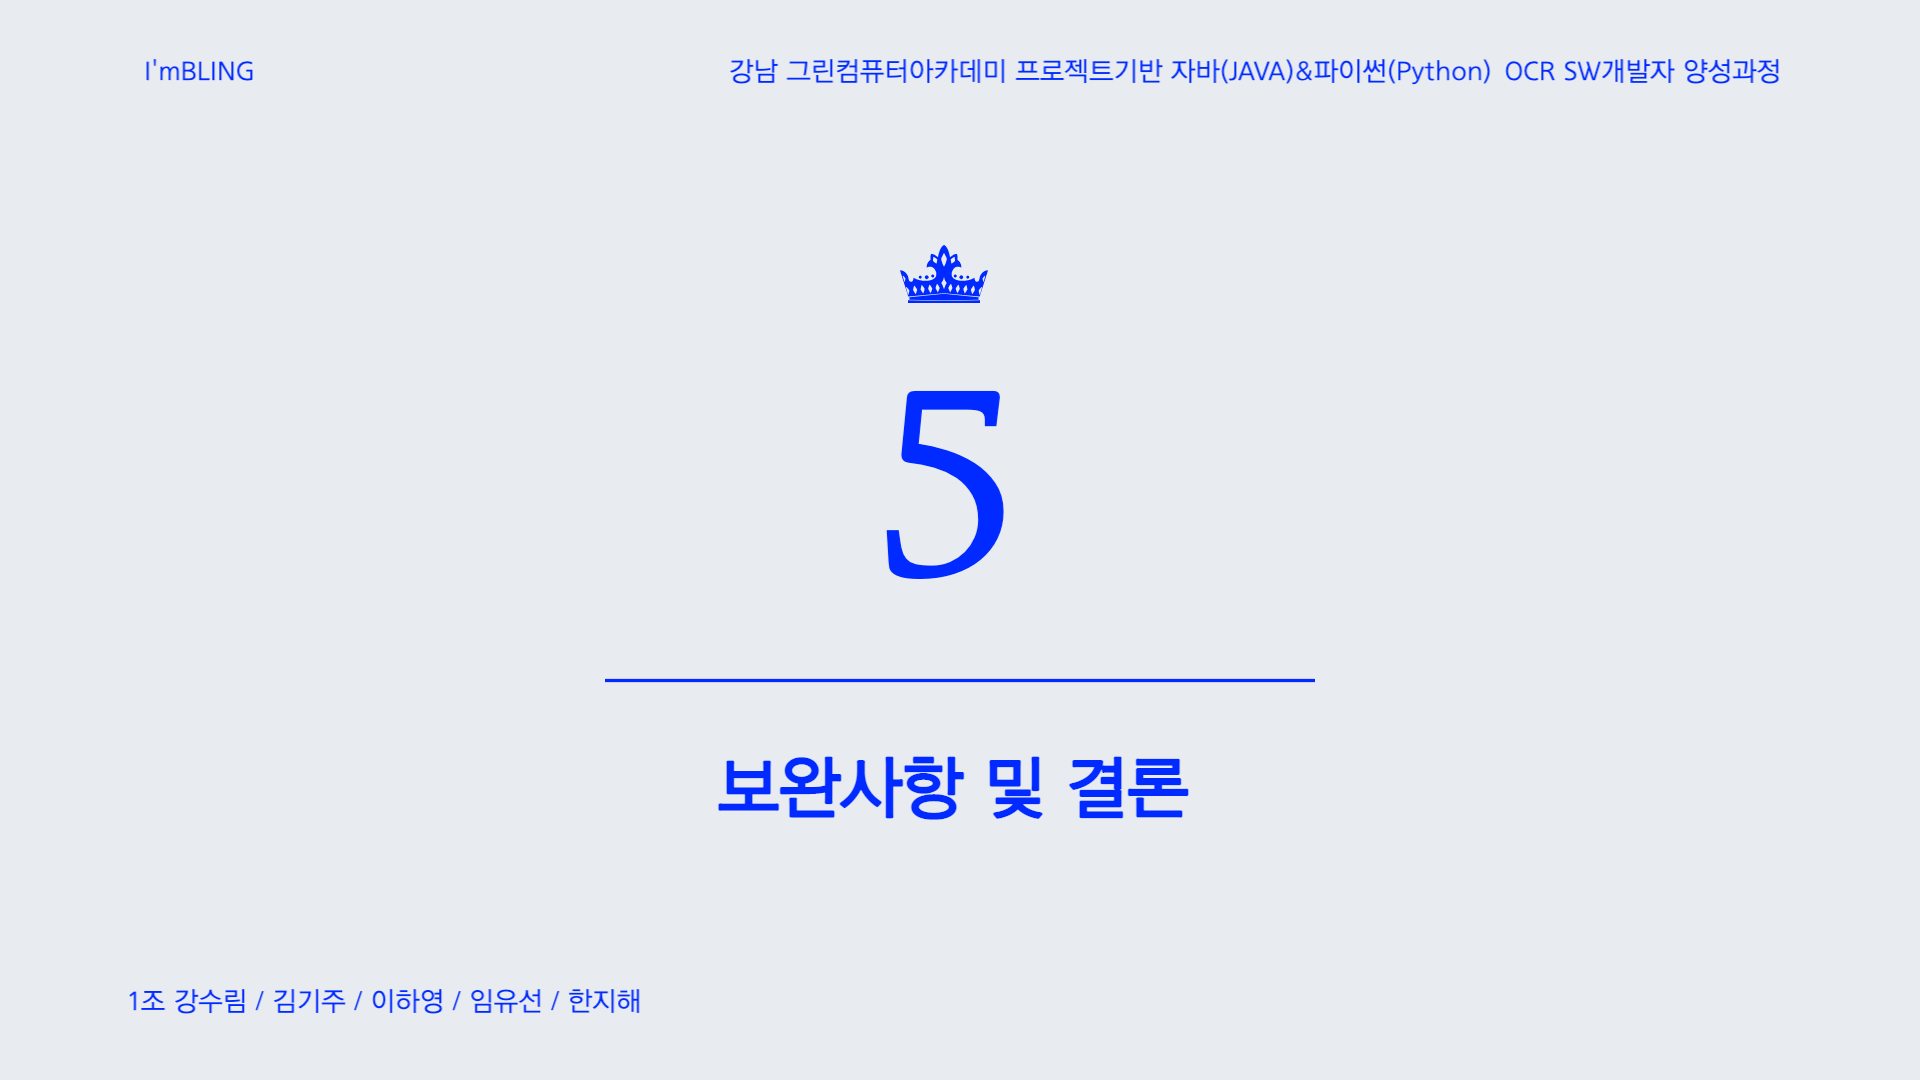 I'mBLING
강남 그린컴퓨터아카데미 프로젝트기반 자바(JAVA)&파이썬(Python) OCR SW개발자 양성과정
5
보완사항 및 결론
1조 강수림 / 김기주 / 이하영 / 임유선 / 한지해